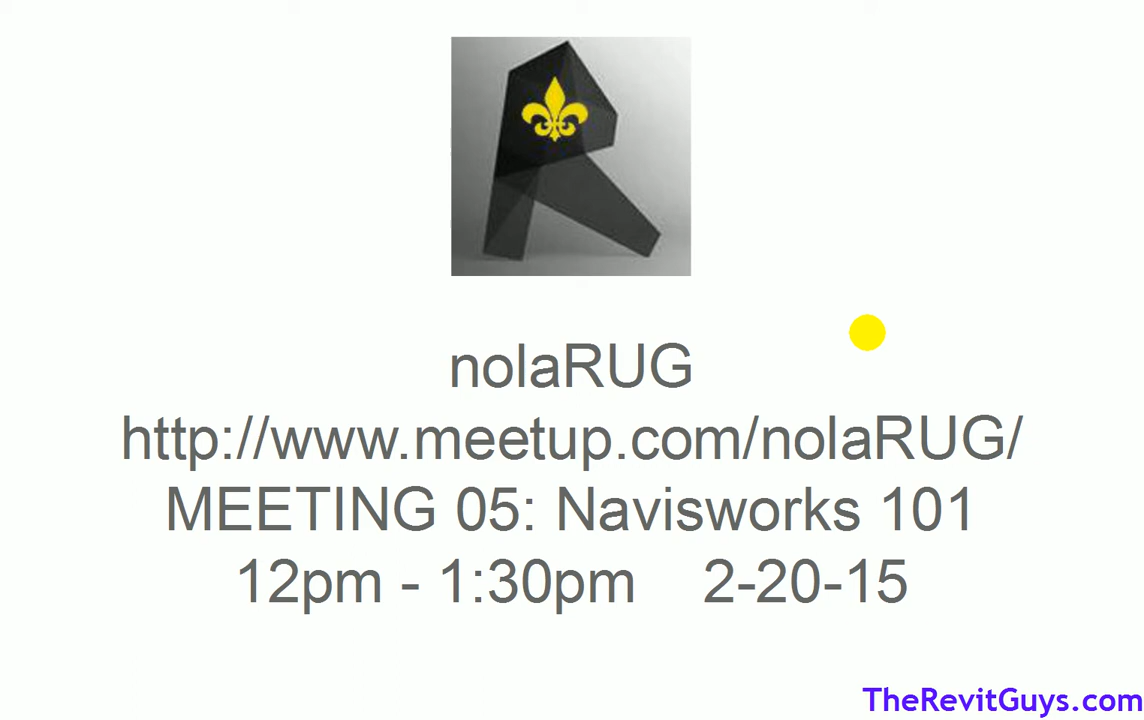 nolaRUG
http://www.meetup.com/nolaRUG/
MEETING 05: Navisworks 101
12pm - 1:30pm 2-20-15
TheRevitGuys.com